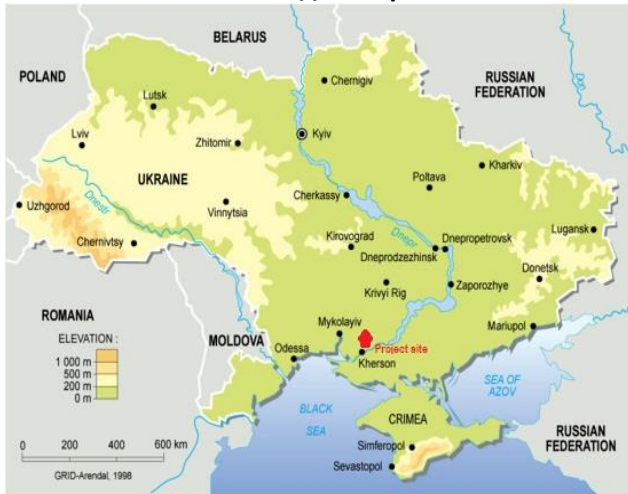 BELARUS
POLAND
RUSSIAN
FEDERATION
Chernigiv
Lutsk
Lviv
Zhitomir
Kyiv
Kharkiv
Poltava
UKRAINE
Cherkassy
Uzhgorod
Vinnytsia
Dnestr
Chernivtsy
Kirovograd
Dnepr
Dnepropetrovsk
Dneprodzezhinsk
Lugansk
Donetsk
Krivyi Rig
Zaporozhye
ROMANIA
ELEVATION :
1 000 m
500 m
200 m
0 m
MOLDOVA
Mykolayiv
Project site
Odessa
Kherson
Mariupol
SEA OF
AZOV
BLACK
SEA
CRIMEA
RUSSIAN
FEDERATION
Simferopol
Sevastopol
0 200 400 600 km
GRID-Arendal, 1998
Don